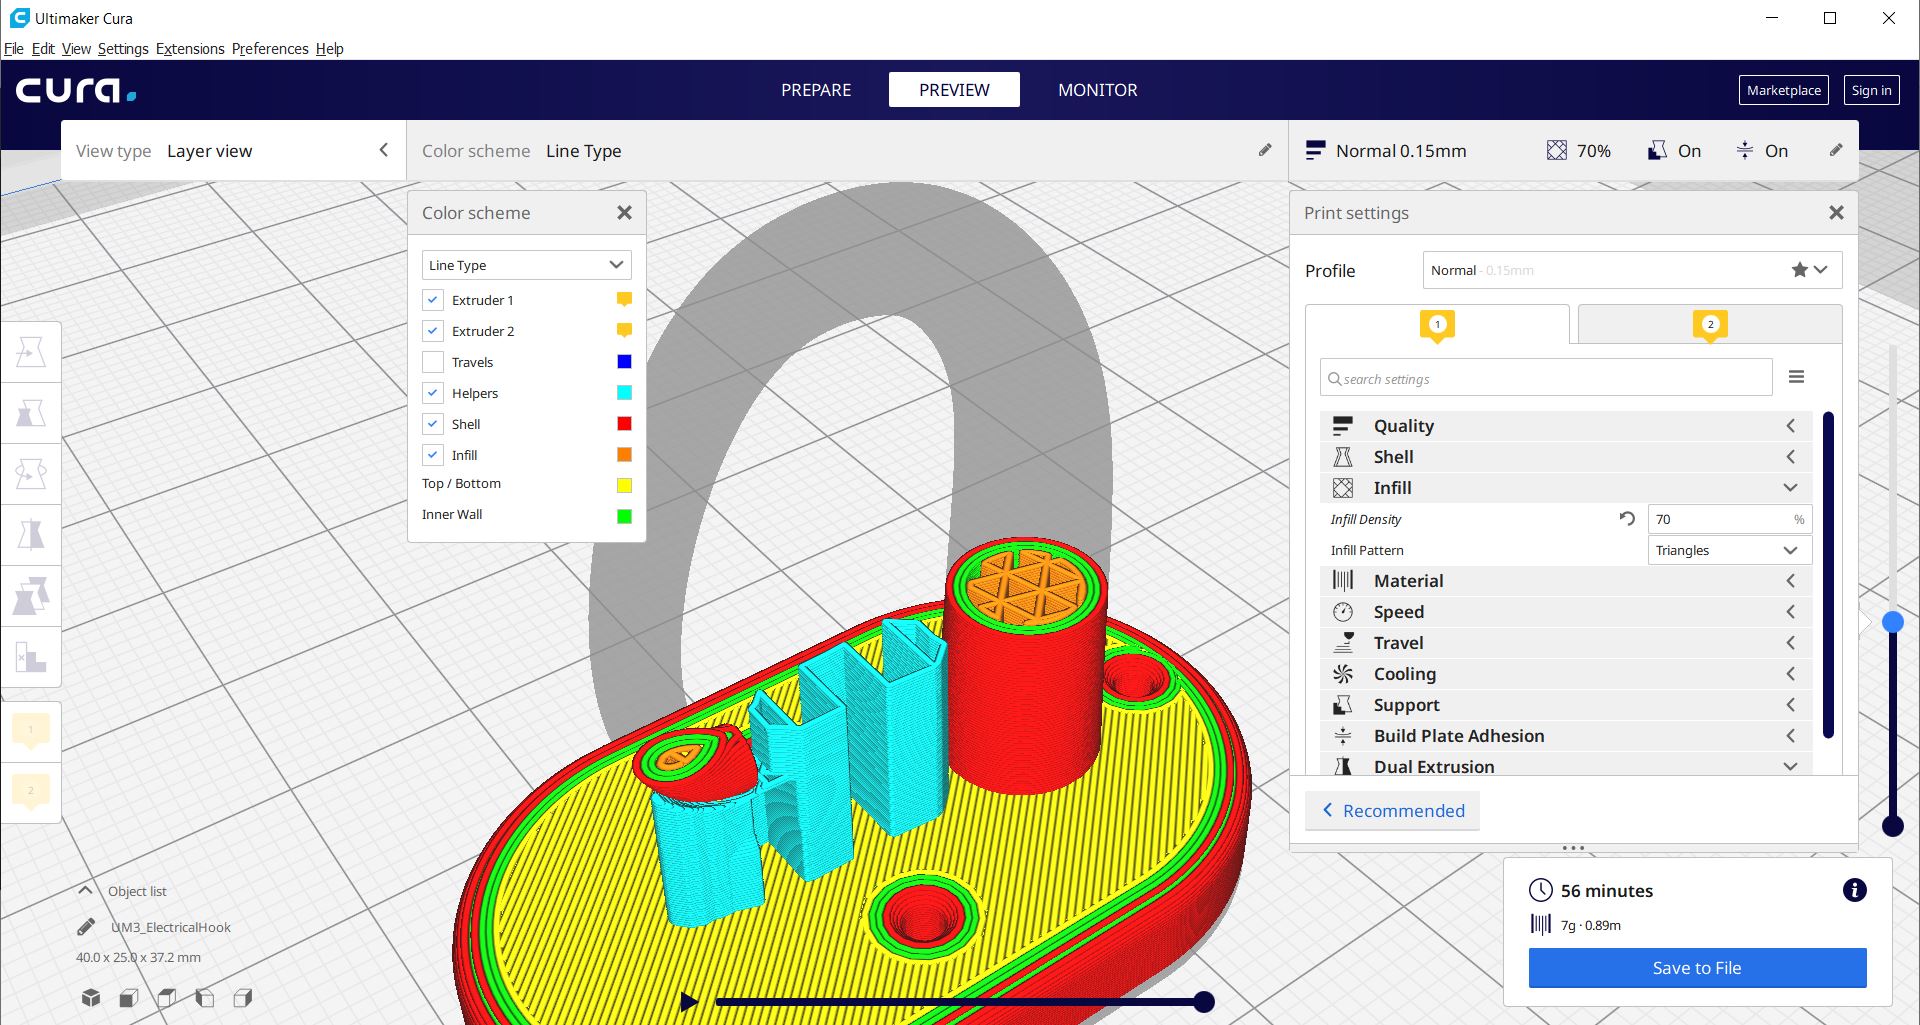 Ultimaker Cura
File Edit View Settings Extensions Preferences Help
cura.
PREPARE PREVIEW MONITOR
Marketplace Sign in
View type Layer view
Color scheme Line Type
Normal 0.15mm 70% On On
Color scheme
Line Type
Extruder 1
Extruder 2
Travels
Helpers
Shell
Infill
Top / Bottom
Inner Wall
Print settings
Profile Normal - 0.15mm
1 2
search settings
Quality
Shell
Infill
Infill Density 70 %
Infill Pattern Triangles
Material
Speed
Travel
Cooling
Support
Build Plate Adhesion
Dual Extrusion
Recommended
1
2
Object list
UM3_ElectricalHook
40.0 x 25.0 x 37.2 mm
56 minutes
7g · 0.89m
Save to File